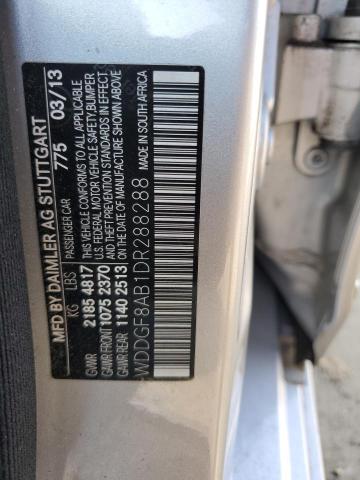 MFD BY DAIMLER AG STUTTGART
PASSENGER CAR 775 03/13
KG LBS
GVWR 2185 4817
GAWR FRONT 1075 2370
GAWR REAR 1140 2513
THIS VEHICLE CONFORMS TO ALL APPLICABLE
U.S. FEDERAL MOTOR VEHICLE SAFETY, BUMPER
AND THEFT PREVENTION STANDARDS IN EFFECT
ON THE DATE OF MANUFACTURE SHOWN ABOVE
WDDGF8AB1DR288288
MADE IN SOUTH AFRICA